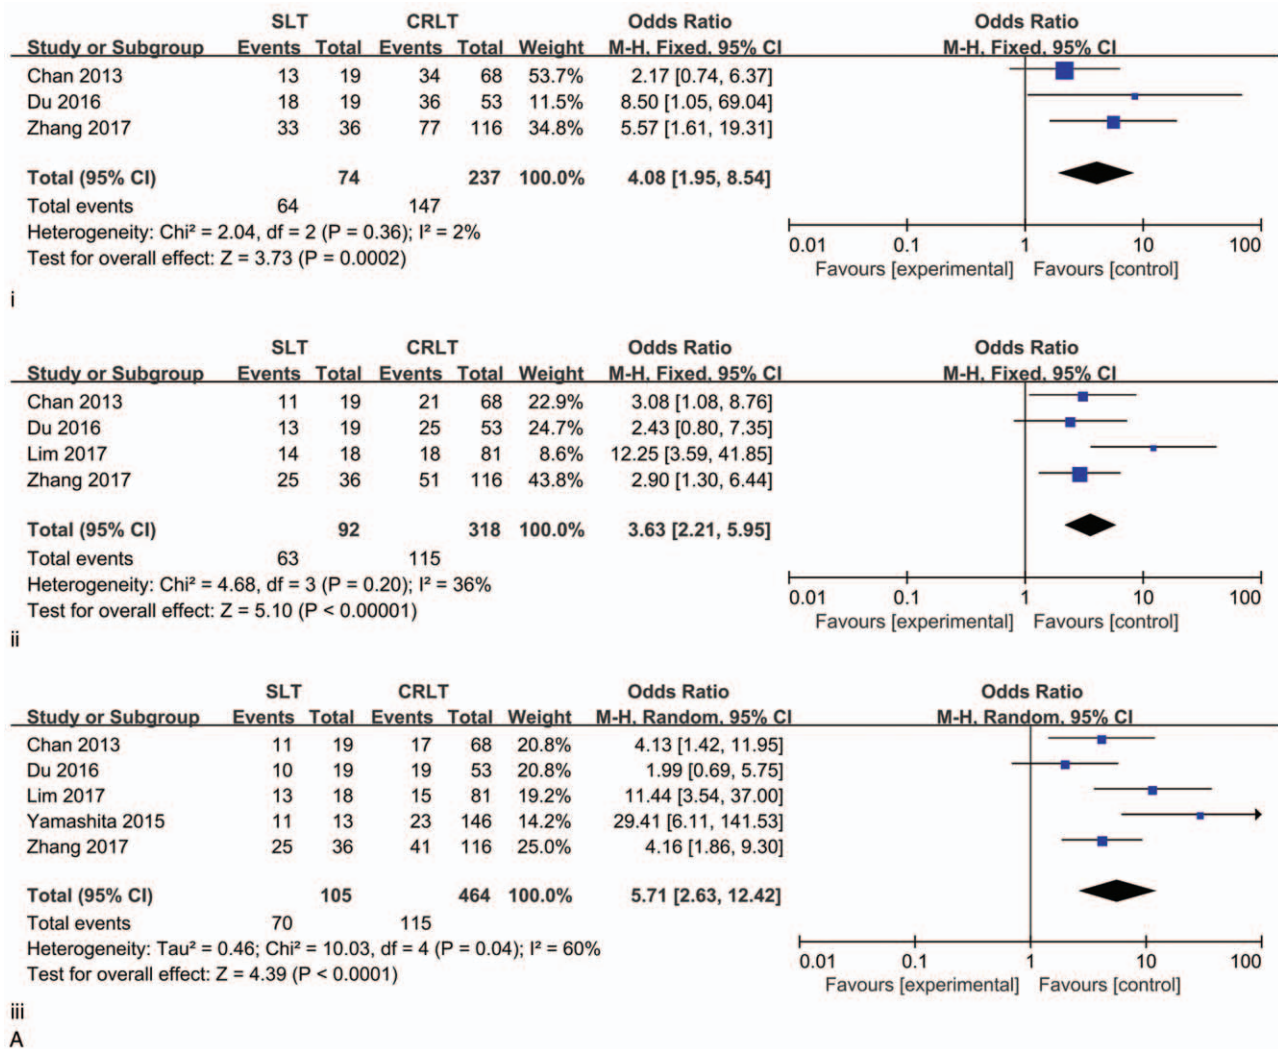 SLT CRLT Odds Ratio Odds Ratio
Study or Subgroup Events Total Events Total Weight M-H, Fixed, 95% CI M-H, Fixed, 95% CI
Chan 2013 13 19 34 68 53.7% 2.17 [0.74, 6.37]
Du 2016 18 19 36 53 11.5% 8.50 [1.05, 69.04]
Zhang 2017 33 36 77 116 34.8% 5.57 [1.61, 19.31]
Total (95% CI) 74 237 100.0% 4.08 [1.95, 8.54]
Total events 64 147
Heterogeneity: Chi² = 2.04, df = 2 (P = 0.36); I² = 2%
Test for overall effect: Z = 3.73 (P = 0.0002)
0.01 0.1 1 10 100
Favours [experimental] Favours [control]
i
SLT CRLT Odds Ratio Odds Ratio
Study or Subgroup Events Total Events Total Weight M-H, Fixed, 95% CI M-H, Fixed, 95% CI
Chan 2013 11 19 21 68 22.9% 3.08 [1.08, 8.76]
Du 2016 13 19 25 53 24.7% 2.43 [0.80, 7.35]
Lim 2017 14 18 18 81 8.6% 12.25 [3.59, 41.85]
Zhang 2017 25 36 51 116 43.8% 2.90 [1.30, 6.44]
Total (95% CI) 92 318 100.0% 3.63 [2.21, 5.95]
Total events 63 115
Heterogeneity: Chi² = 4.68, df = 3 (P = 0.20); I² = 36%
Test for overall effect: Z = 5.10 (P < 0.00001)
0.01 0.1 1 10 100
Favours [experimental] Favours [control]
ii
SLT CRLT Odds Ratio Odds Ratio
Study or Subgroup Events Total Events Total Weight M-H, Random, 95% CI M-H, Random, 95% CI
Chan 2013 11 19 17 68 20.8% 4.13 [1.42, 11.95]
Du 2016 10 19 19 53 20.8% 1.99 [0.69, 5.75]
Lim 2017 13 18 15 81 19.2% 11.44 [3.54, 37.00]
Yamashita 2015 11 13 23 146 14.2% 29.41 [6.11, 141.53]
Zhang 2017 25 36 41 116 25.0% 4.16 [1.86, 9.30]
Total (95% CI) 105 464 100.0% 5.71 [2.63, 12.42]
Total events 70 115
Heterogeneity: Tau² = 0.46; Chi² = 10.03, df = 4 (P = 0.04); I² = 60%
Test for overall effect: Z = 4.39 (P < 0.0001)
0.01 0.1 1 10 100
Favours [experimental] Favours [control]
iii
A